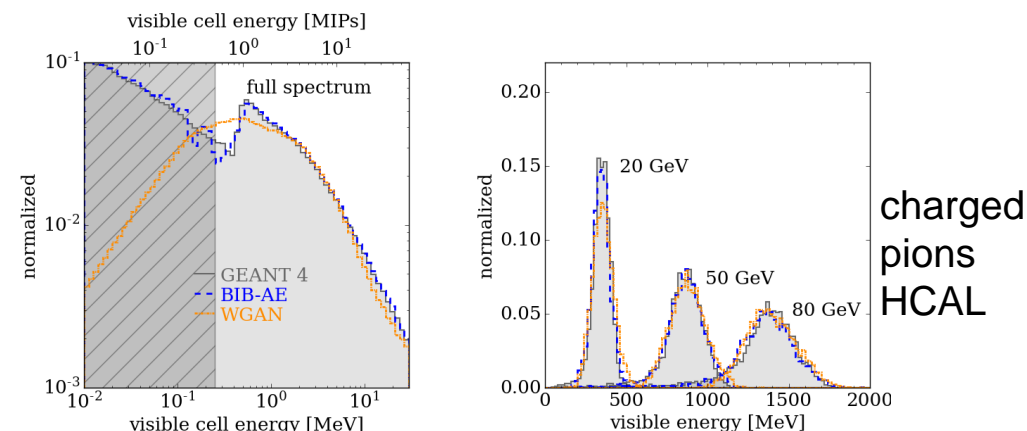 visible cell energy [MIPs]
10^-1 10^0 10^1
10^-1
full spectrum
normalized
10^-2
GEANT 4
BIB-AE
WGAN
10^-3
10^-2 10^-1 10^0 10^1
visible cell energy [MeV]
0.20
0.15
20 GeV
normalized
0.10
50 GeV
80 GeV
0.05
0.00
0 500 1000 1500 2000
visible energy [MeV]
charged
pions
HCAL